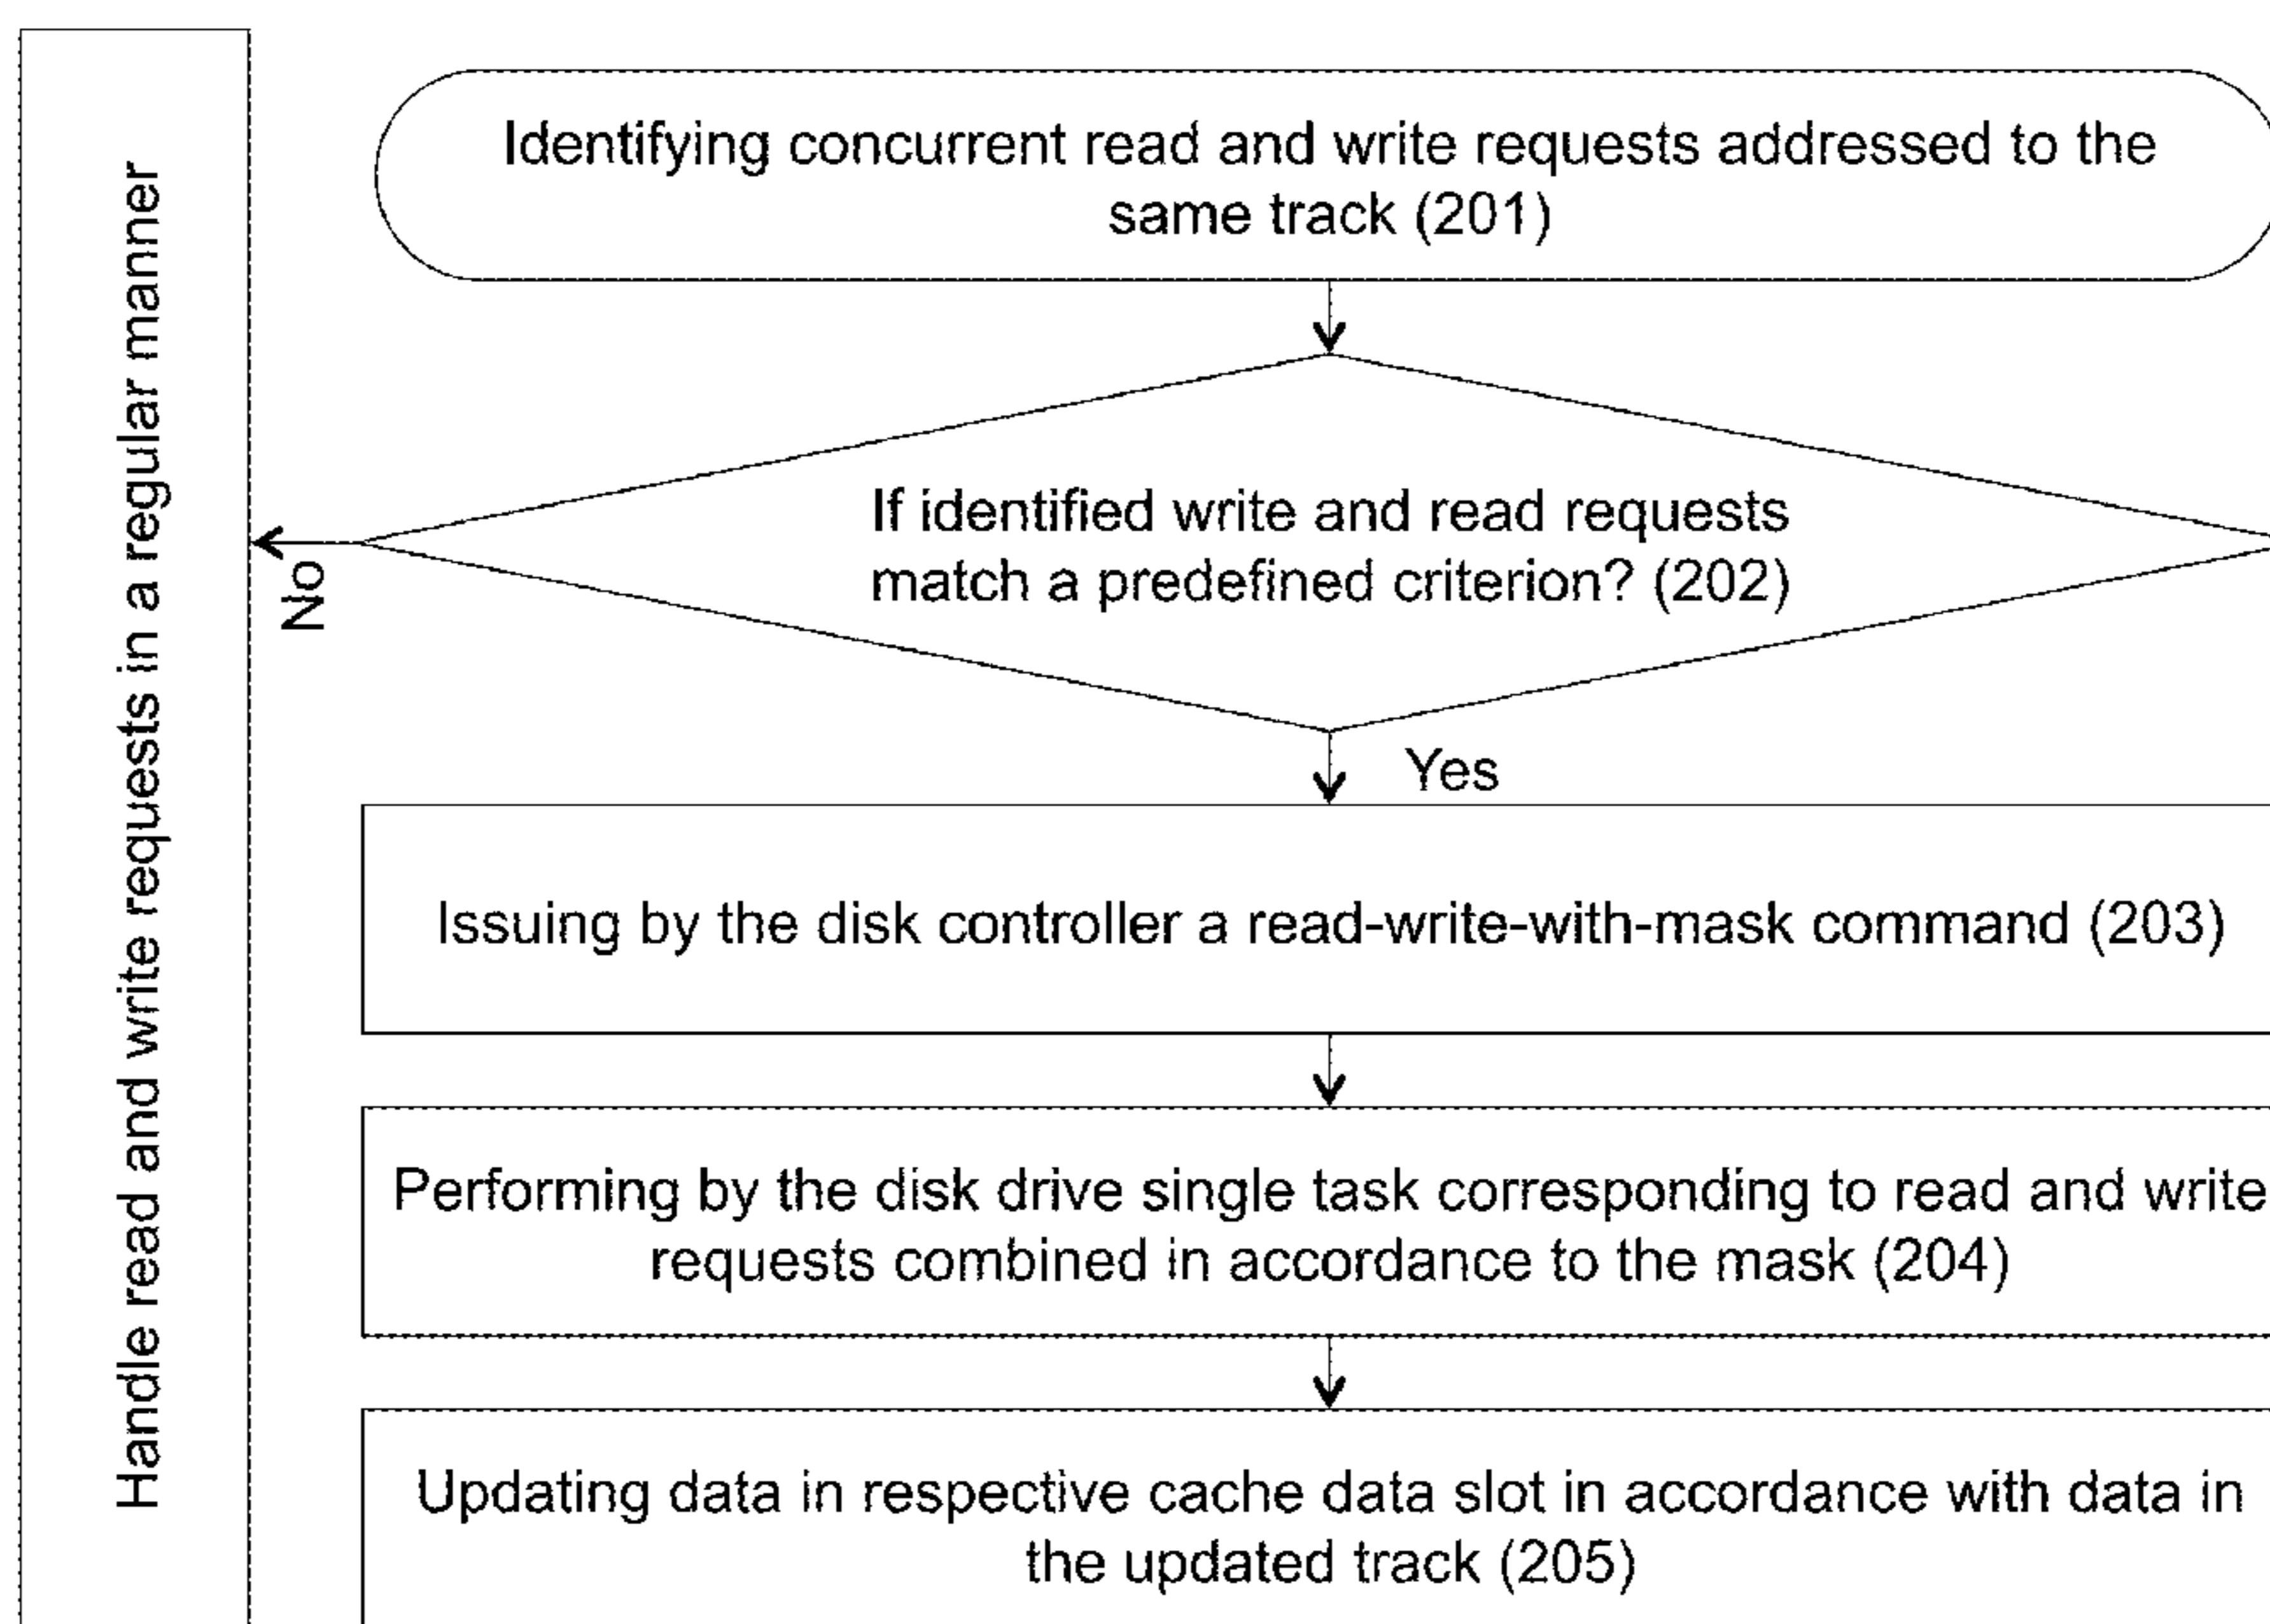 Handle read and write requests in a regular manner
Identifying concurrent read and write requests addressed to the
same track (201)
If identified write and read requests
match a predefined criterion? (202)
No
Yes
Issuing by the disk controller a read-write-with-mask command (203)
Performing by the disk drive single task corresponding to read and write
requests combined in accordance to the mask (204)
Updating data in respective cache data slot in accordance with data in
the updated track (205)